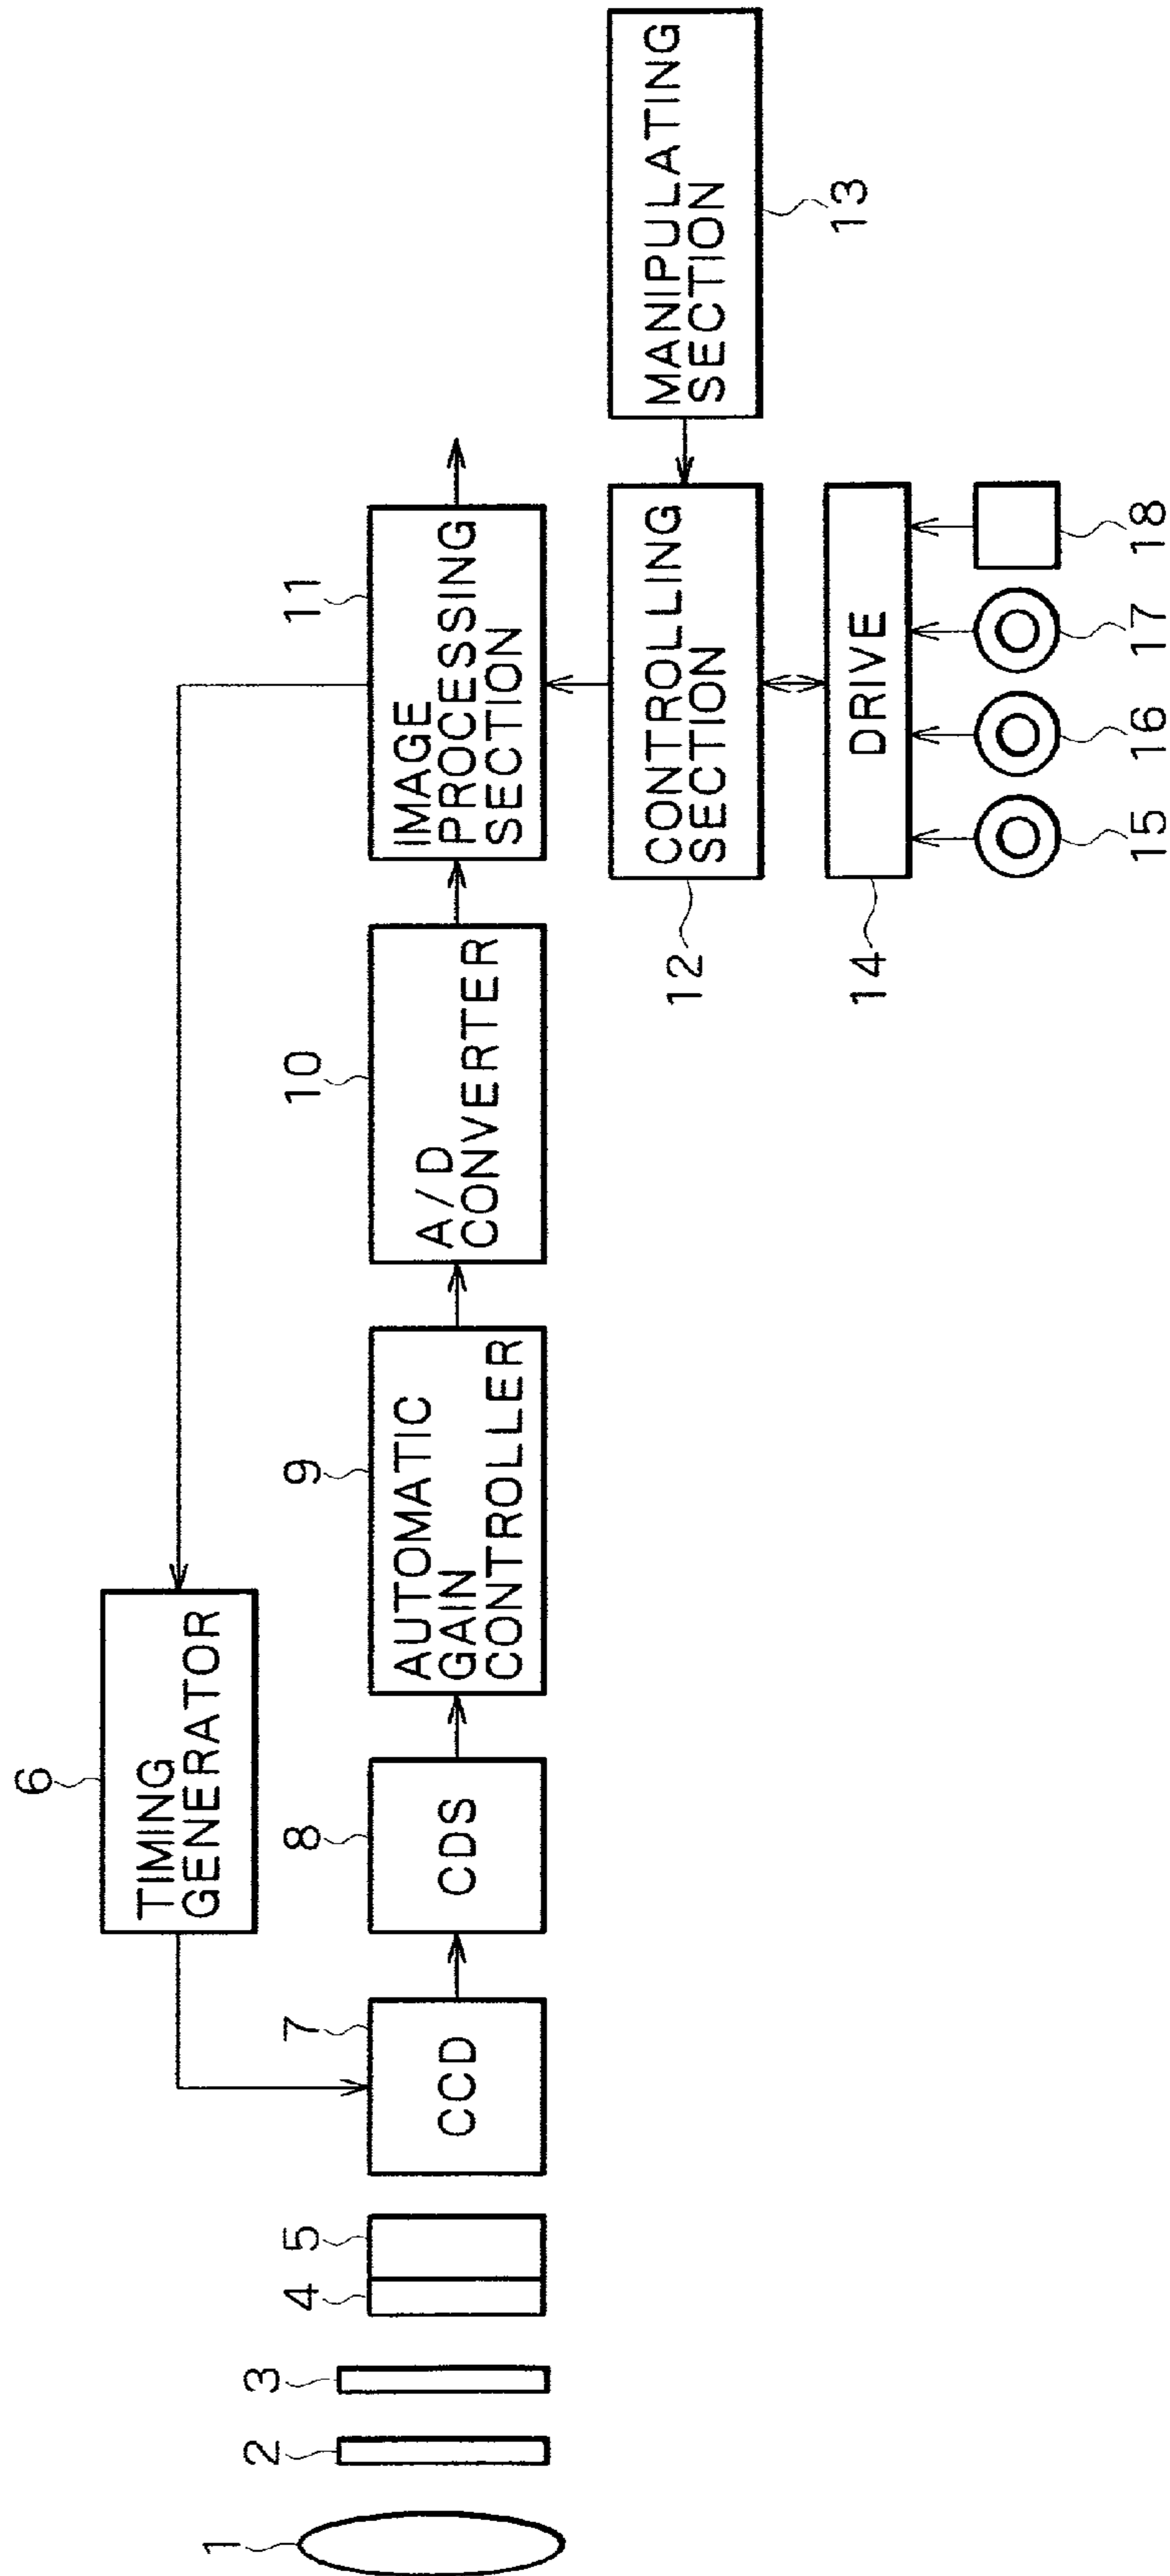 6
TIMING
GENERATOR
1
2
3
4
5
7
CCD
8
CDS
9
AUTOMATIC
GAIN
CONTROLLER
10
A/D
CONVERTER
11
IMAGE
PROCESSING
SECTION
12
CONTROLLING
SECTION
MANIPULATING
SECTION
13
14
DRIVE
15
16
17
18